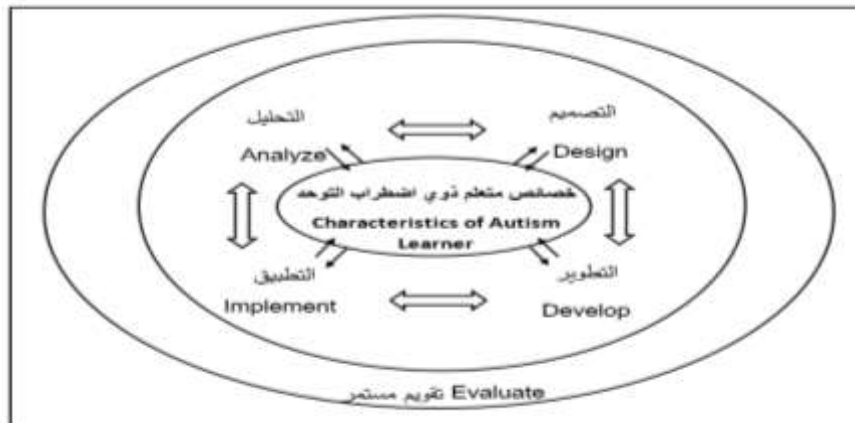 التحليل
التصميم
Analyze
Design
خصائص متعلم ذوي اضطراب التوحد
Characteristics of Autism
Learner
التطبيق
التطوير
Implement
Develop
تقويم مستمر Evaluate